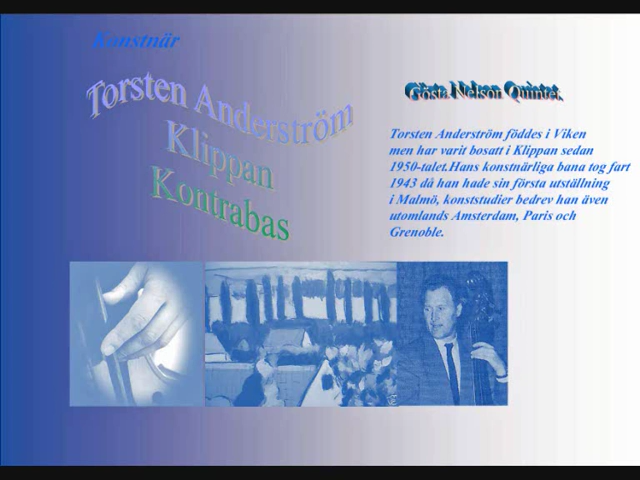 Konstnär
Torsten Anderström
Klippan
Kontrabas
Gösta Nelson Quintet.
Torsten Anderström föddes i Viken
men har varit bosatt i Klippan sedan
1950-talet.Hans konstnärliga bana tog fart
1943 då han hade sin första utställning
i Malmö, konststudier bedrev han även
utomlands Amsterdam, Paris och
Grenoble.